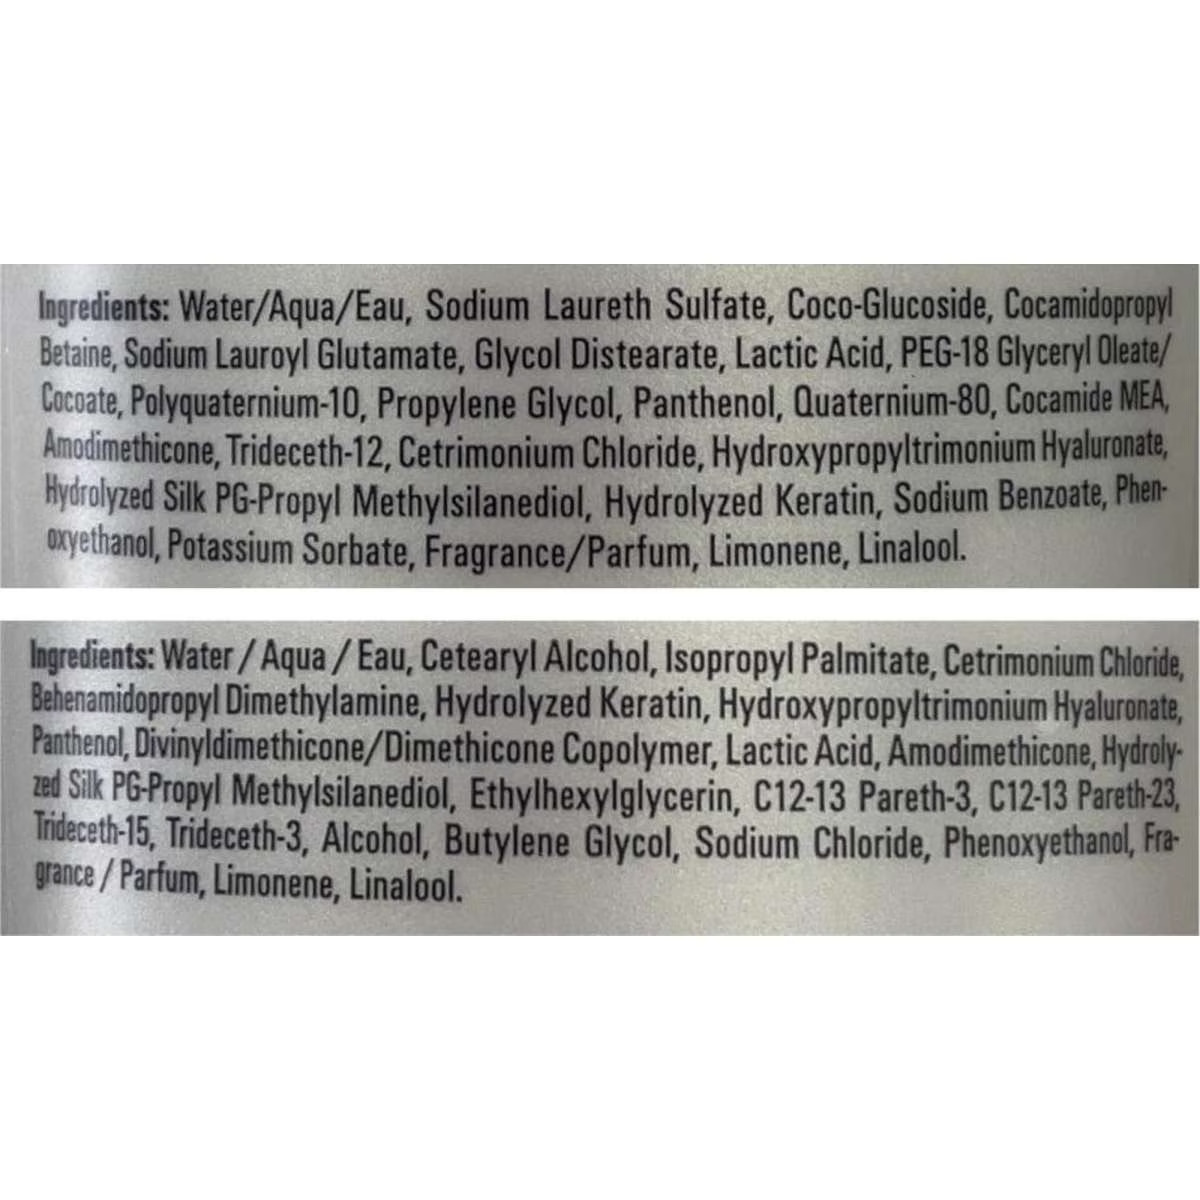 Ingredients: Water/Aqua/Eau, Sodium Laureth Sulfate, Coco-Glucoside, Cocamidopropyl
Betaine, Sodium Lauroyl Glutamate, Glycol Distearate, Lactic Acid, PEG-18 Glyceryl Oleate/
Cocoate, Polyquaternium-10, Propylene Glycol, Panthenol, Quaternium-80, Cocamide MEA,
Amodimethicone, Trideceth-12, Cetrimonium Chloride, Hydroxypropyltrimonium Hyaluronate,
Hydrolyzed Silk PG-Propyl Methylsilanediol, Hydrolyzed Keratin, Sodium Benzoate, Phen-
oxyethanol, Potassium Sorbate, Fragrance/Parfum, Limonene, Linalool.
Ingredients: Water / Aqua / Eau, Cetearyl Alcohol, Isopropyl Palmitate, Cetrimonium Chloride,
Behenamidopropyl Dimethylamine, Hydrolyzed Keratin, Hydroxypropyltrimonium Hyaluronate,
Panthenol, Divinyldimethicone/Dimethicone Copolymer, Lactic Acid, Amodimethicone, Hydroly-
zed Silk PG-Propyl Methylsilanediol, Ethylhexylglycerin, C12-13 Pareth-3, C12-13 Pareth-23,
Trideceth-15, Trideceth-3, Alcohol, Butylene Glycol, Sodium Chloride, Phenoxyethanol, Fra-
grance / Parfum, Limonene, Linalool.